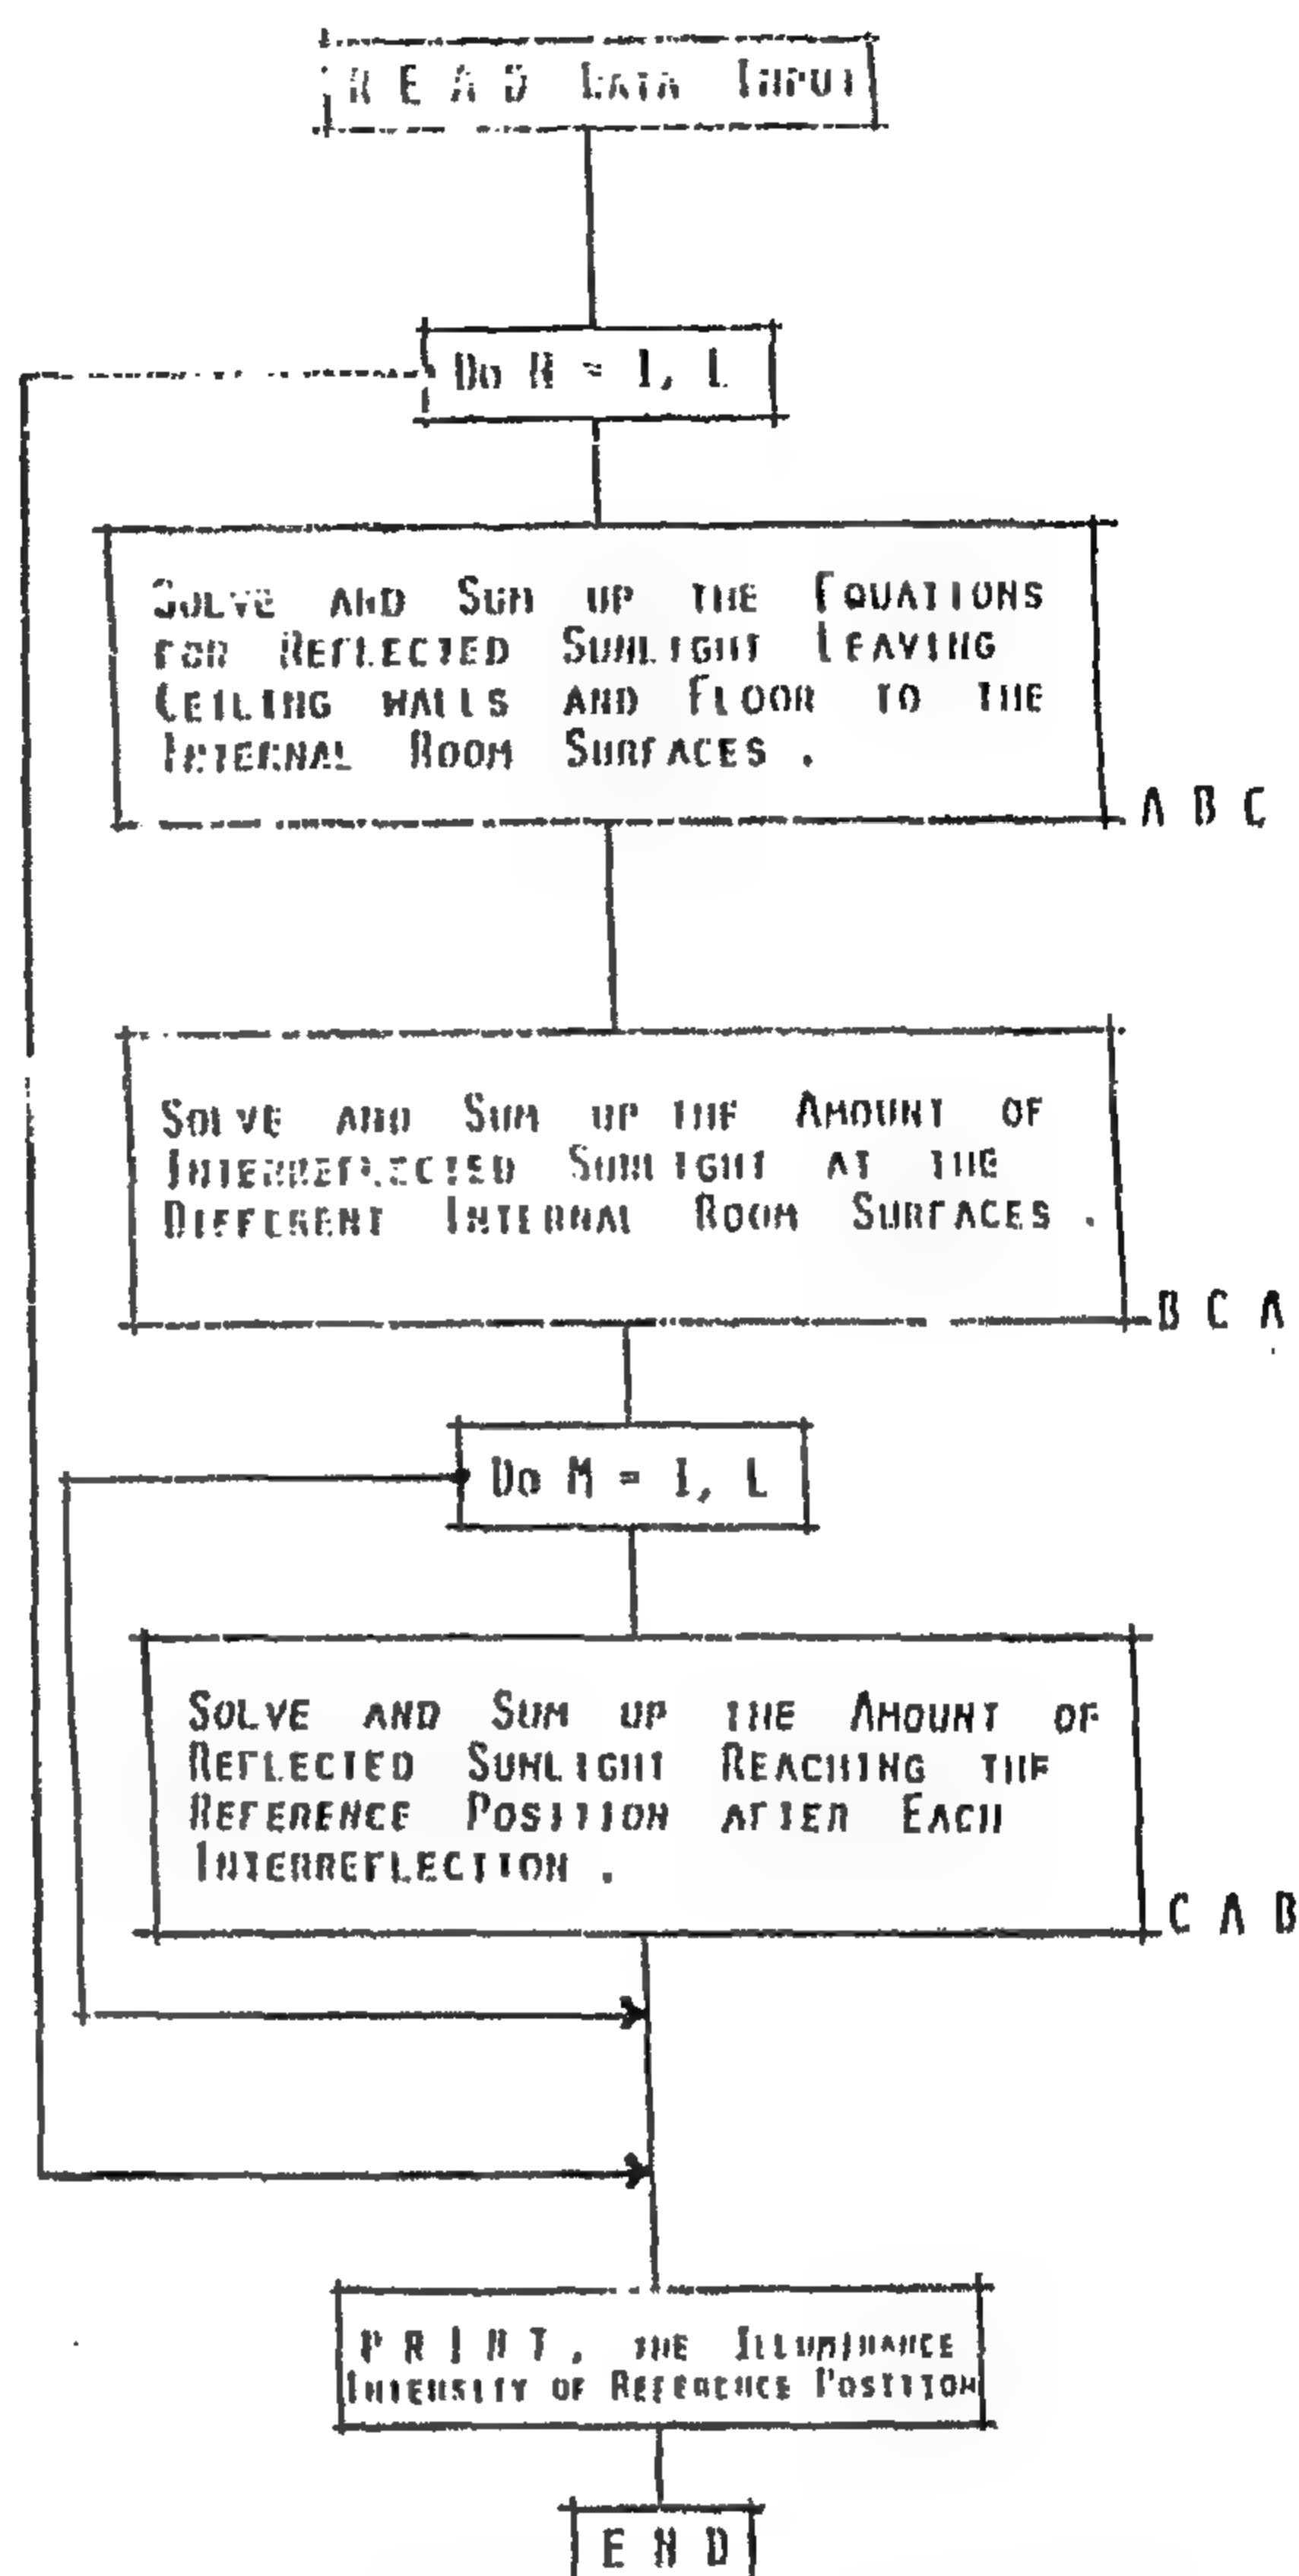 READ DATA INPUT
Do N = 1, L
SOLVE AND SUM UP THE EQUATIONS
FOR REFLECTED SUNLIGHT LEAVING
CEILING WALLS AND FLOOR TO THE
INTERNAL ROOM SURFACES .
A B C
SOLVE AND SUM UP THE AMOUNT OF
INTERREFLECTED SUNLIGHT AT THE
DIFFERENT INTERNAL ROOM SURFACES .
B C A
Do M = 1, L
SOLVE AND SUM UP THE AMOUNT OF
REFLECTED SUNLIGHT REACHING THE
REFERENCE POSITION AFTER EACH
INTERREFLECTION .
C A B
PRINT, THE ILLUMINANCE
INTENSITY OF REFERENCE POSITION
END